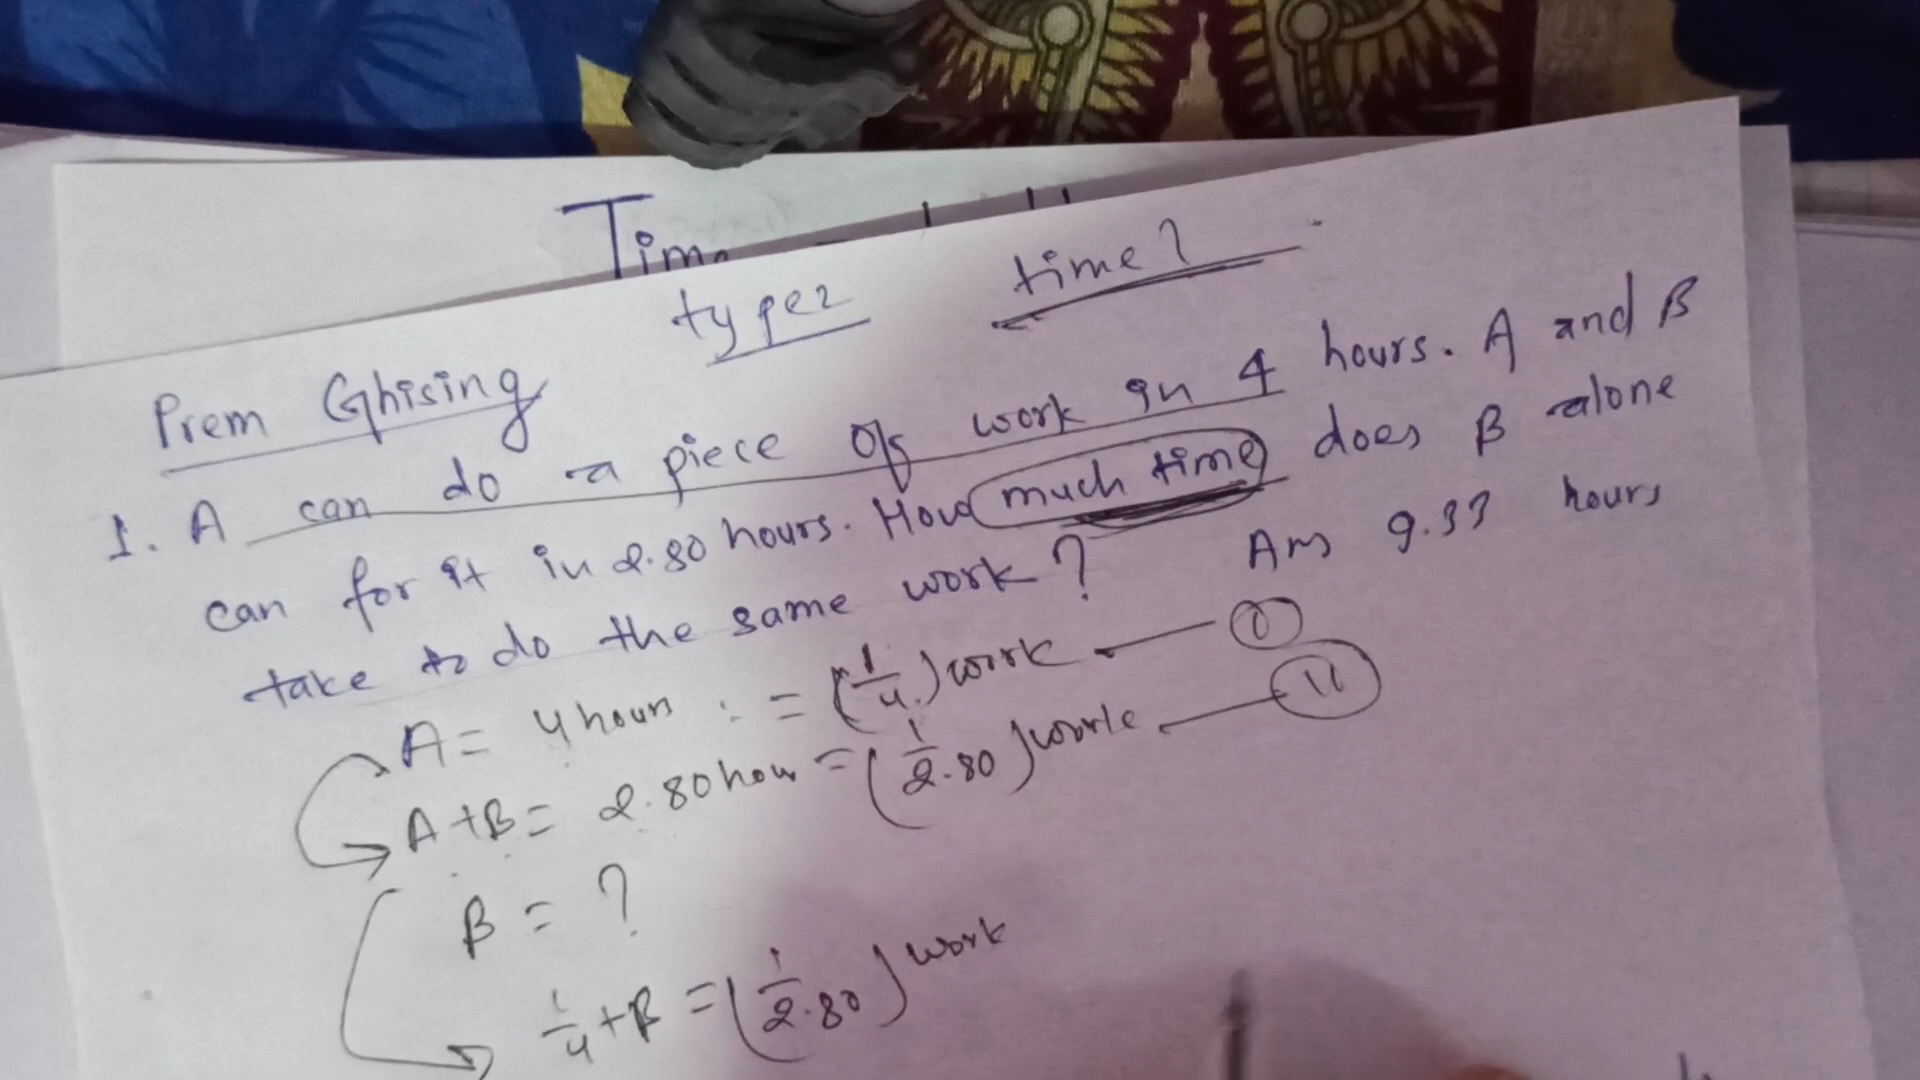 Time
type2 time?
Prem Ghising
1. A can do a piece of work in 4 hours. A and B
can for it in 2.80 hours. How much time does B alone
take to do the same work? Ans 9.33 hours
A = 4 hours : = (1/4) work
A+B = 2.80 hour = (1/2.80) work — 11
B = ?
1/4 + B = (1/2.80) work